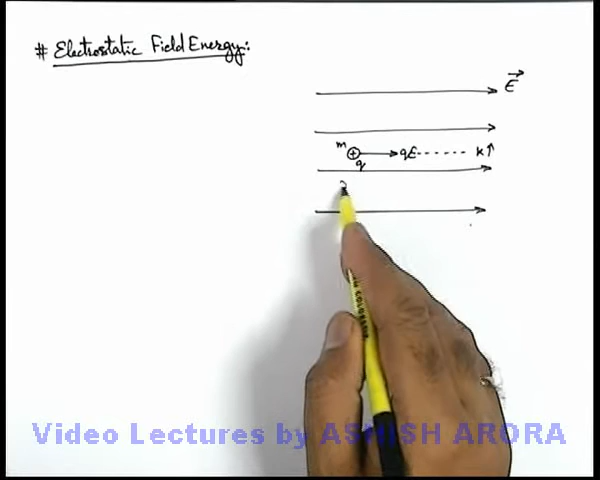 # Electrostatic Field Energy:
E
m
q
qE
K↑
Video Lectures by ASHISH ARORA